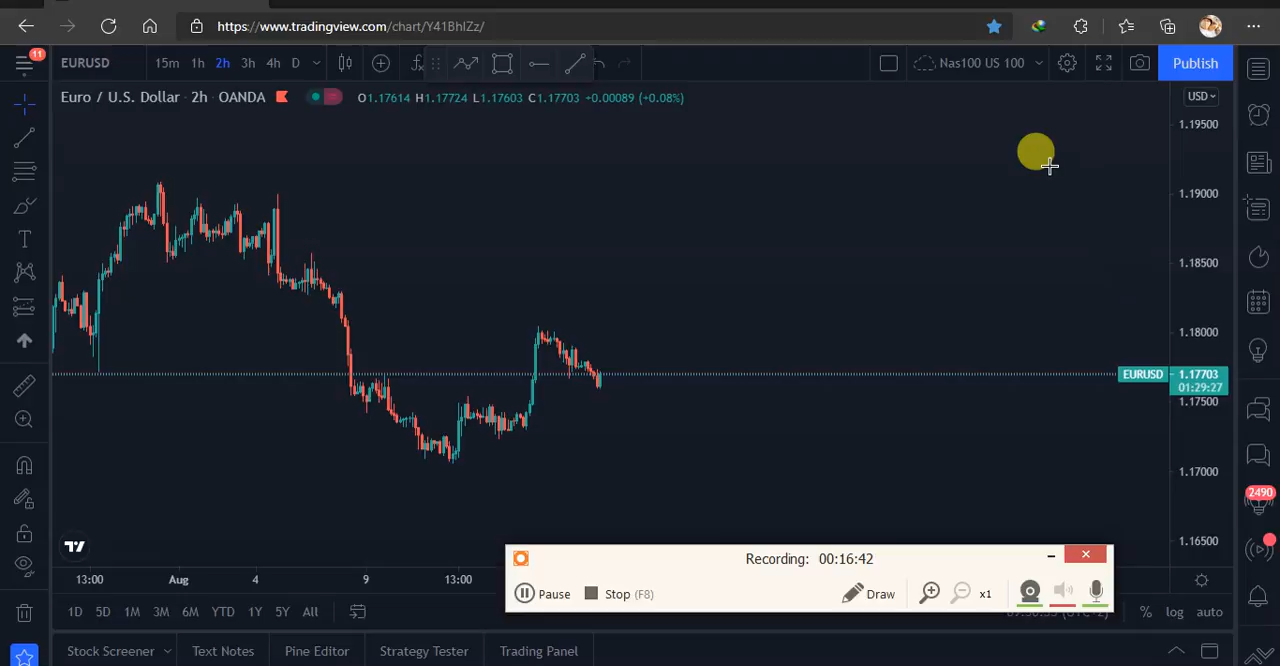 https://www.tradingview.com/chart/Y41BhlZz/
11
EURUSD 15m 1h 2h 3h 4h D Nas100 US 100 Publish
Euro / U.S. Dollar · 2h · OANDA O1.17614 H1.17724 L1.17603 C1.17703 +0.00089 (+0.08%)
USD
1.19500
1.19000
1.18500
1.18000
EURUSD 1.17703
01:29:27
1.17500
1.17000
1.16500
2490
Recording: 00:16:42
Pause Stop (F8) Draw x1
13:00 Aug 4 9 13:00
1D 5D 1M 3M 6M YTD 1Y 5Y All % log auto
Stock Screener Text Notes Pine Editor Strategy Tester Trading Panel